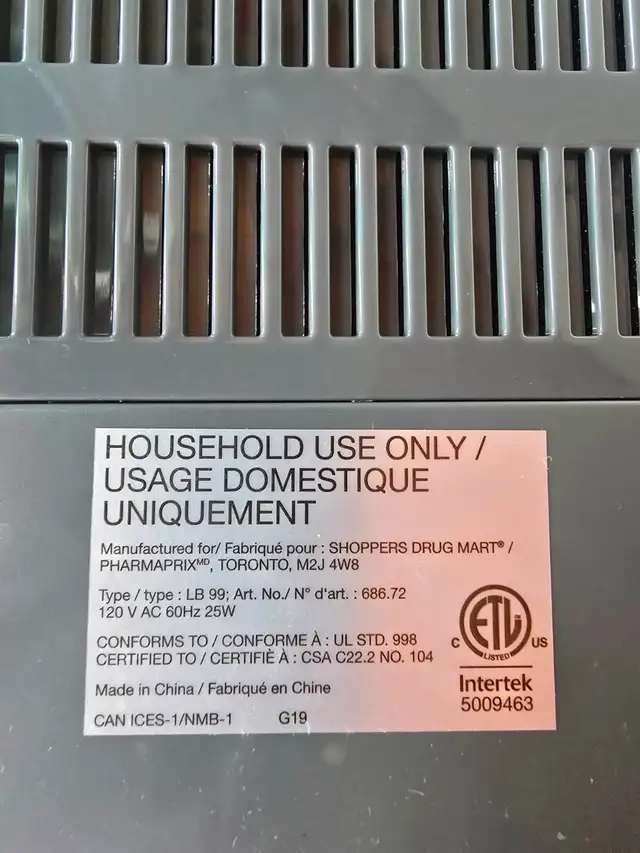 HOUSEHOLD USE ONLY /
USAGE DOMESTIQUE
UNIQUEMENT
Manufactured for/ Fabriqué pour : SHOPPERS DRUG MART® /
PHARMAPRIXᴹᴰ, TORONTO, M2J 4W8
Type / type : LB 99; Art. No./ N° d'art. : 686.72
120 V AC 60Hz 25W
CONFORMS TO / CONFORME À : UL STD. 998
CERTIFIED TO / CERTIFIÈ À : CSA C22.2 NO. 104
Made in China / Fabriqué en Chine
CAN ICES-1/NMB-1 G19
ETL
C US
LISTED
Intertek
5009463